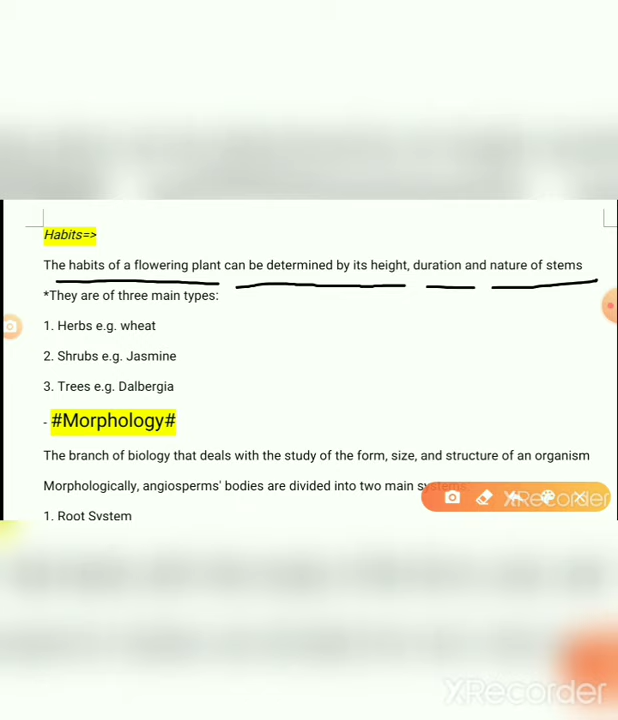 Habits=>
The habits of a flowering plant can be determined by its height, duration and nature of stems
*They are of three main types:
1. Herbs e.g. wheat
2. Shrubs e.g. Jasmine
3. Trees e.g. Dalbergia
- #Morphology#
The branch of biology that deals with the study of the form, size, and structure of an organism
Morphologically, angiosperms' bodies are divided into two main systems.
XRecorder
1. Root System
XRecorder